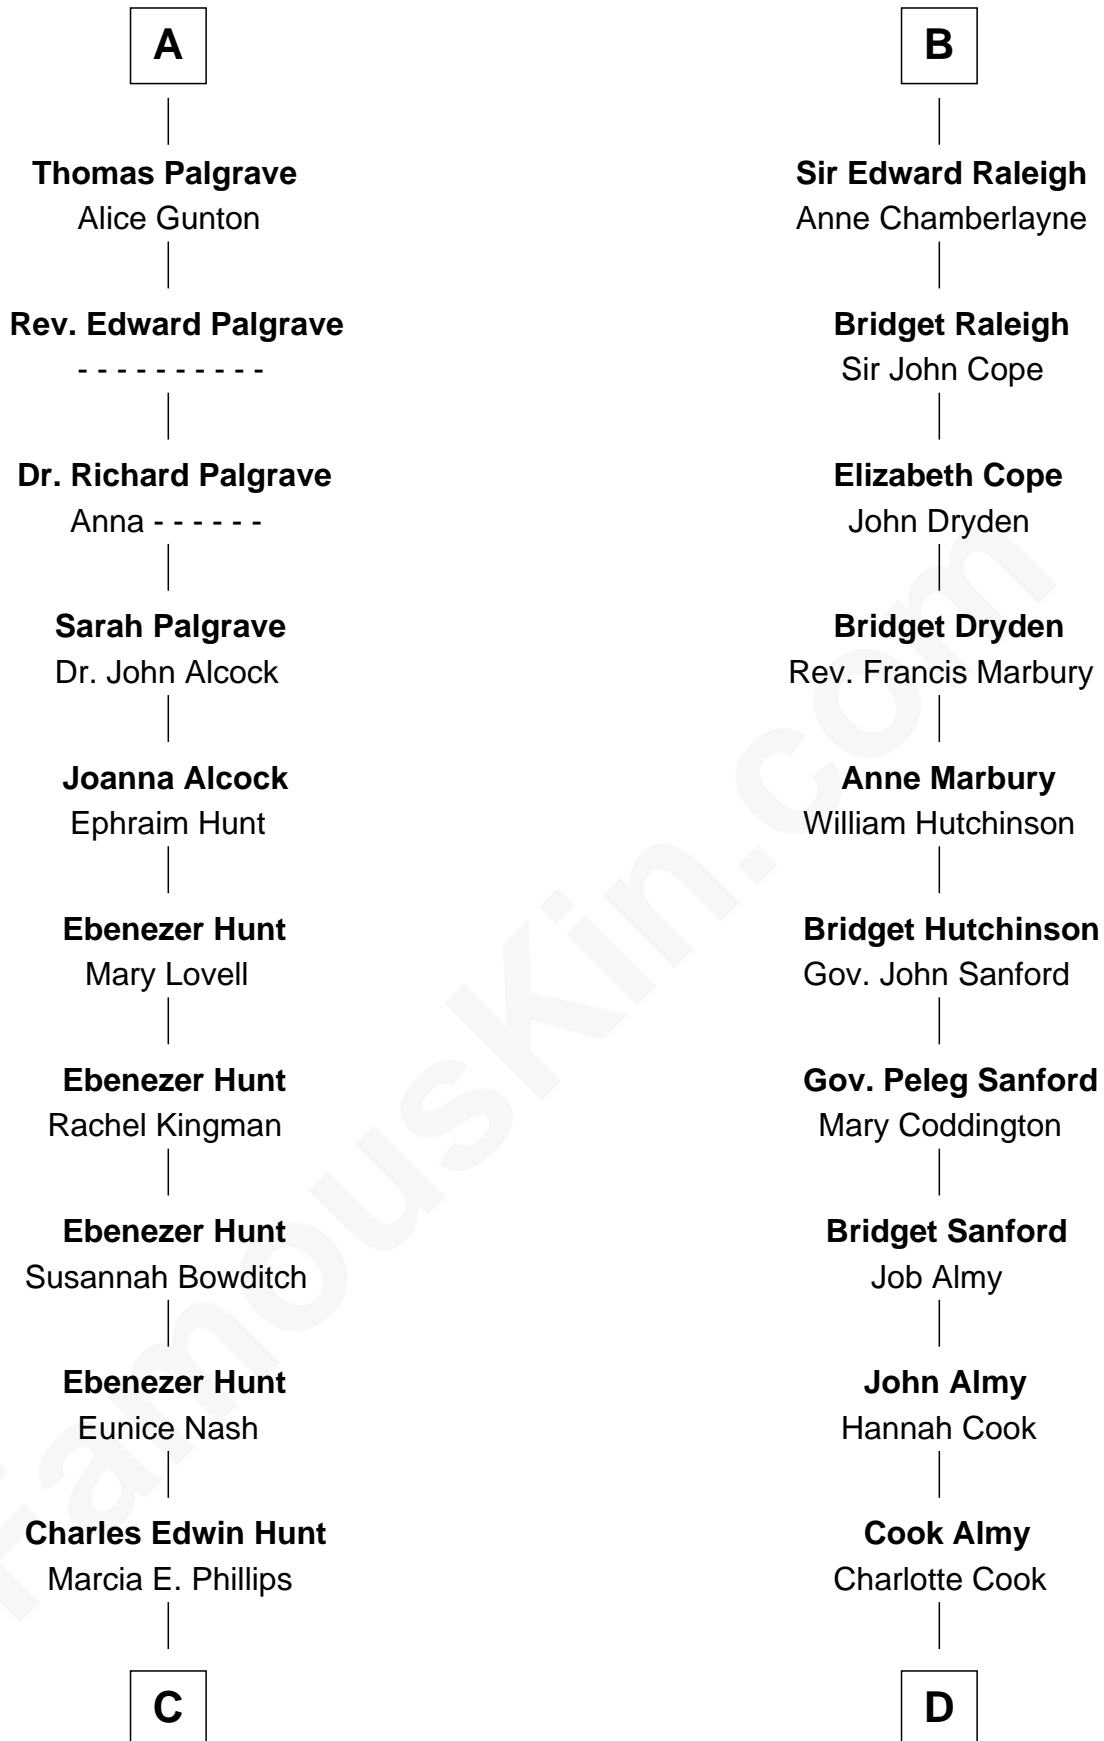 A
Thomas Palgrave
Alice Gunton
Rev. Edward Palgrave
- - - - - - - - - -
Dr. Richard Palgrave
Anna - - - - - -
Sarah Palgrave
Dr. John Alcock
Joanna Alcock
Ephraim Hunt
Ebenezer Hunt
Mary Lovell
Ebenezer Hunt
Rachel Kingman
Ebenezer Hunt
Susannah Bowditch
Ebenezer Hunt
Eunice Nash
Charles Edwin Hunt
Marcia E. Phillips
C
B
Sir Edward Raleigh
Anne Chamberlayne
Bridget Raleigh
Sir John Cope
Elizabeth Cope
John Dryden
Bridget Dryden
Rev. Francis Marbury
Anne Marbury
William Hutchinson
Bridget Hutchinson
Gov. John Sanford
Gov. Peleg Sanford
Mary Coddington
Bridget Sanford
Job Almy
John Almy
Hannah Cook
Cook Almy
Charlotte Cook
D
FamousKin.com